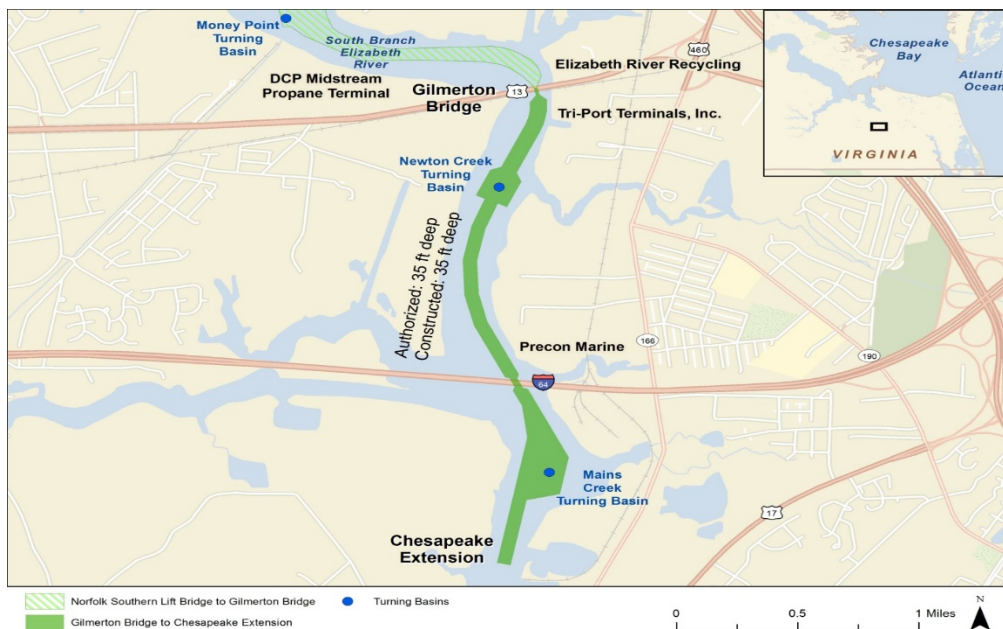 Money Point
Turning
Basin
South Branch
Elizabeth
River
DCP Midstream
Propane Terminal
Gilmerton
Bridge
13
460
Elizabeth River Recycling
Tri-Port Terminals, Inc.
Chesapeake
Bay
Atlantic
Ocean
VIRGINIA
Newton Creek
Turning
Basin
Authorized: 35 ft deep
Constructed: 35 ft deep
Precon Marine
166
190
64
Mains
Creek
Turning Basin
17
Chesapeake
Extension
Norfolk Southern Lift Bridge to Gilmerton Bridge
Turning Basins
Gilmerton Bridge to Chesapeake Extension
0 0.5 1 Miles
N